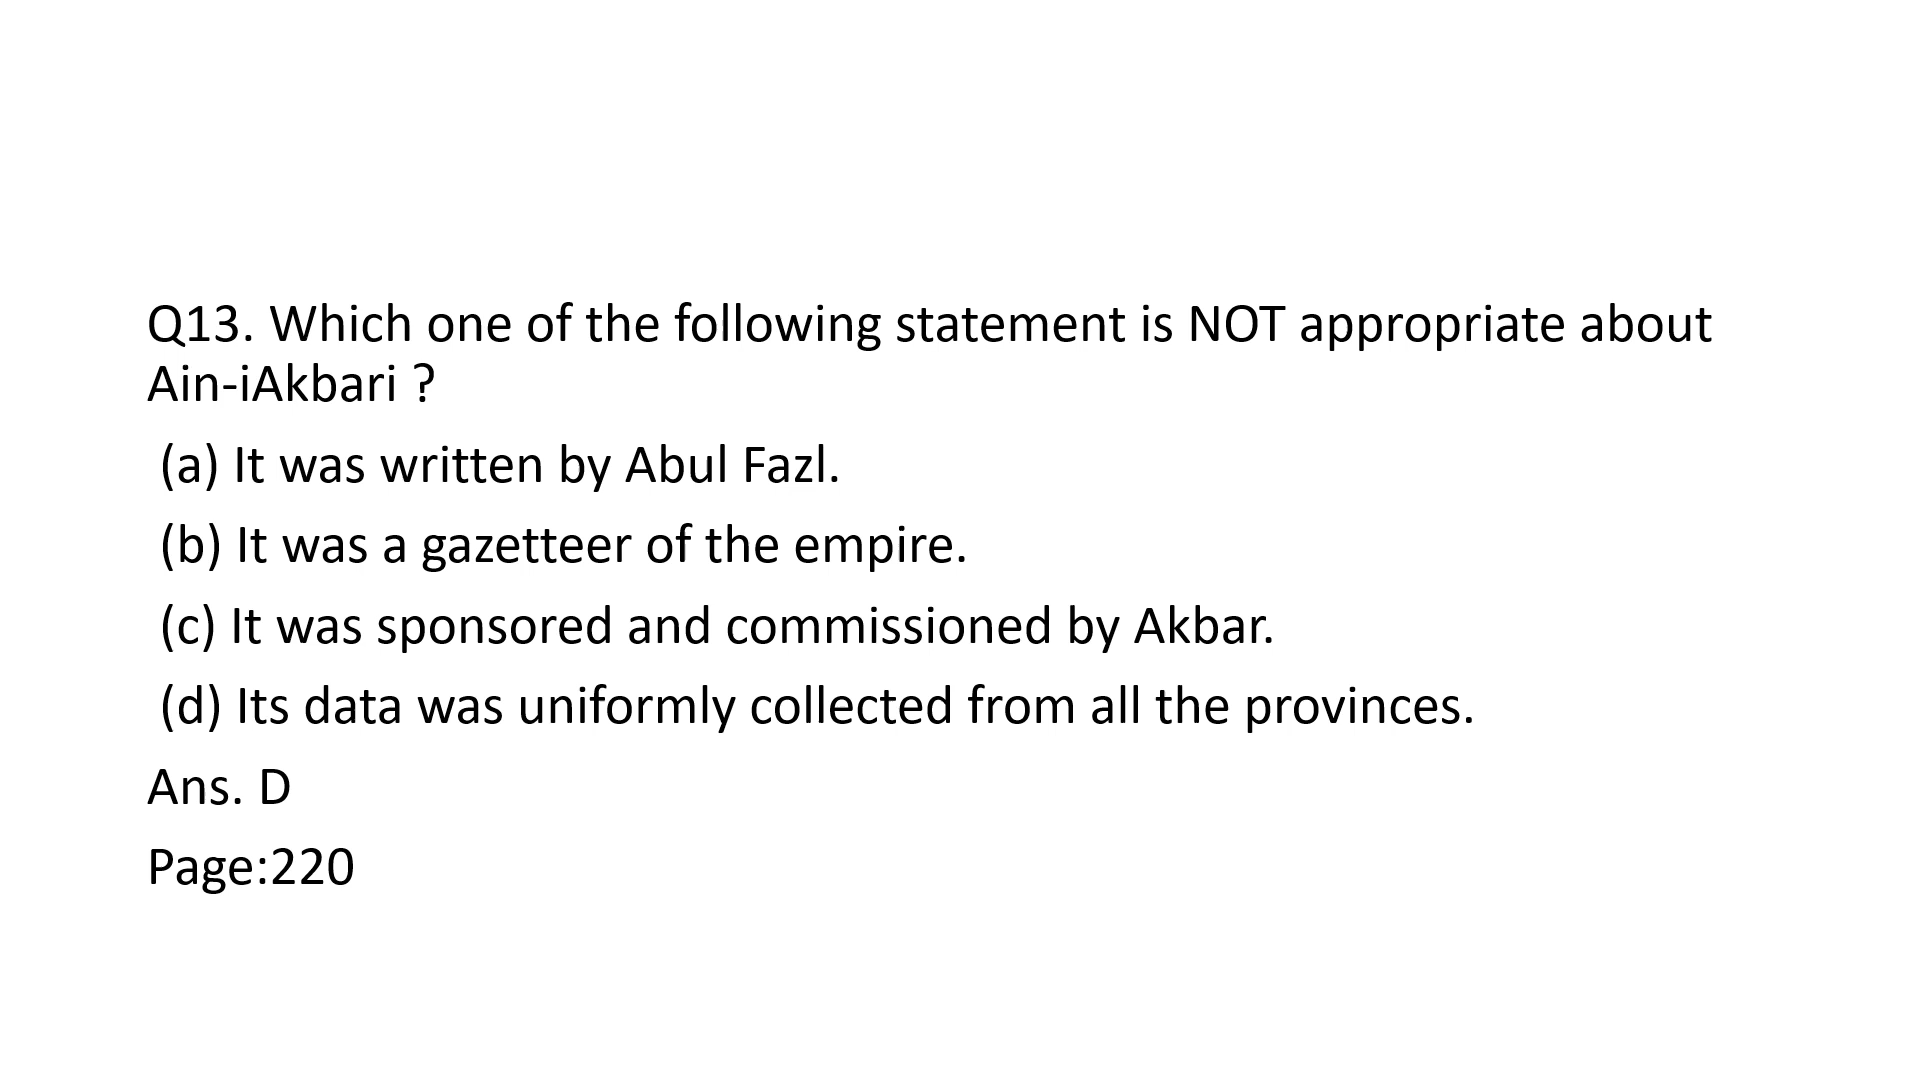 Q13. Which one of the following statement is NOT appropriate about
Ain-iAkbari ?
(a) It was written by Abul Fazl.
(b) It was a gazetteer of the empire.
(c) It was sponsored and commissioned by Akbar.
(d) Its data was uniformly collected from all the provinces.
Ans. D
Page:220